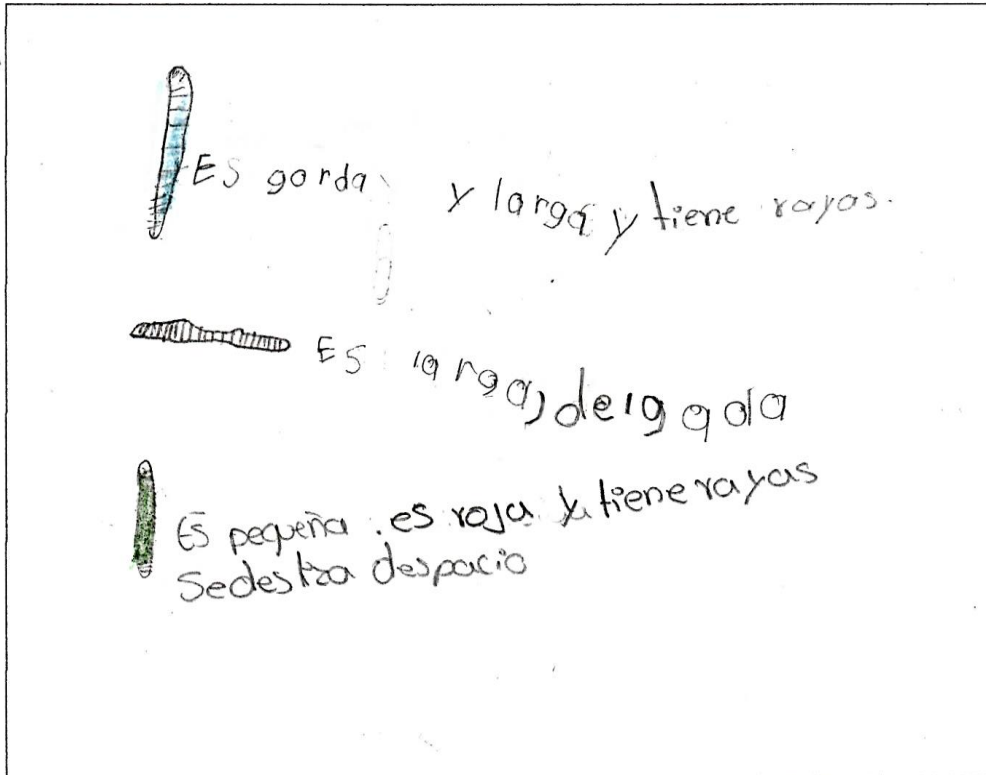 Es gorda y larga y tiene rayas.
Es larga, delgada
Es pequeña . es roja y tiene rayas
Sedesliza despacio